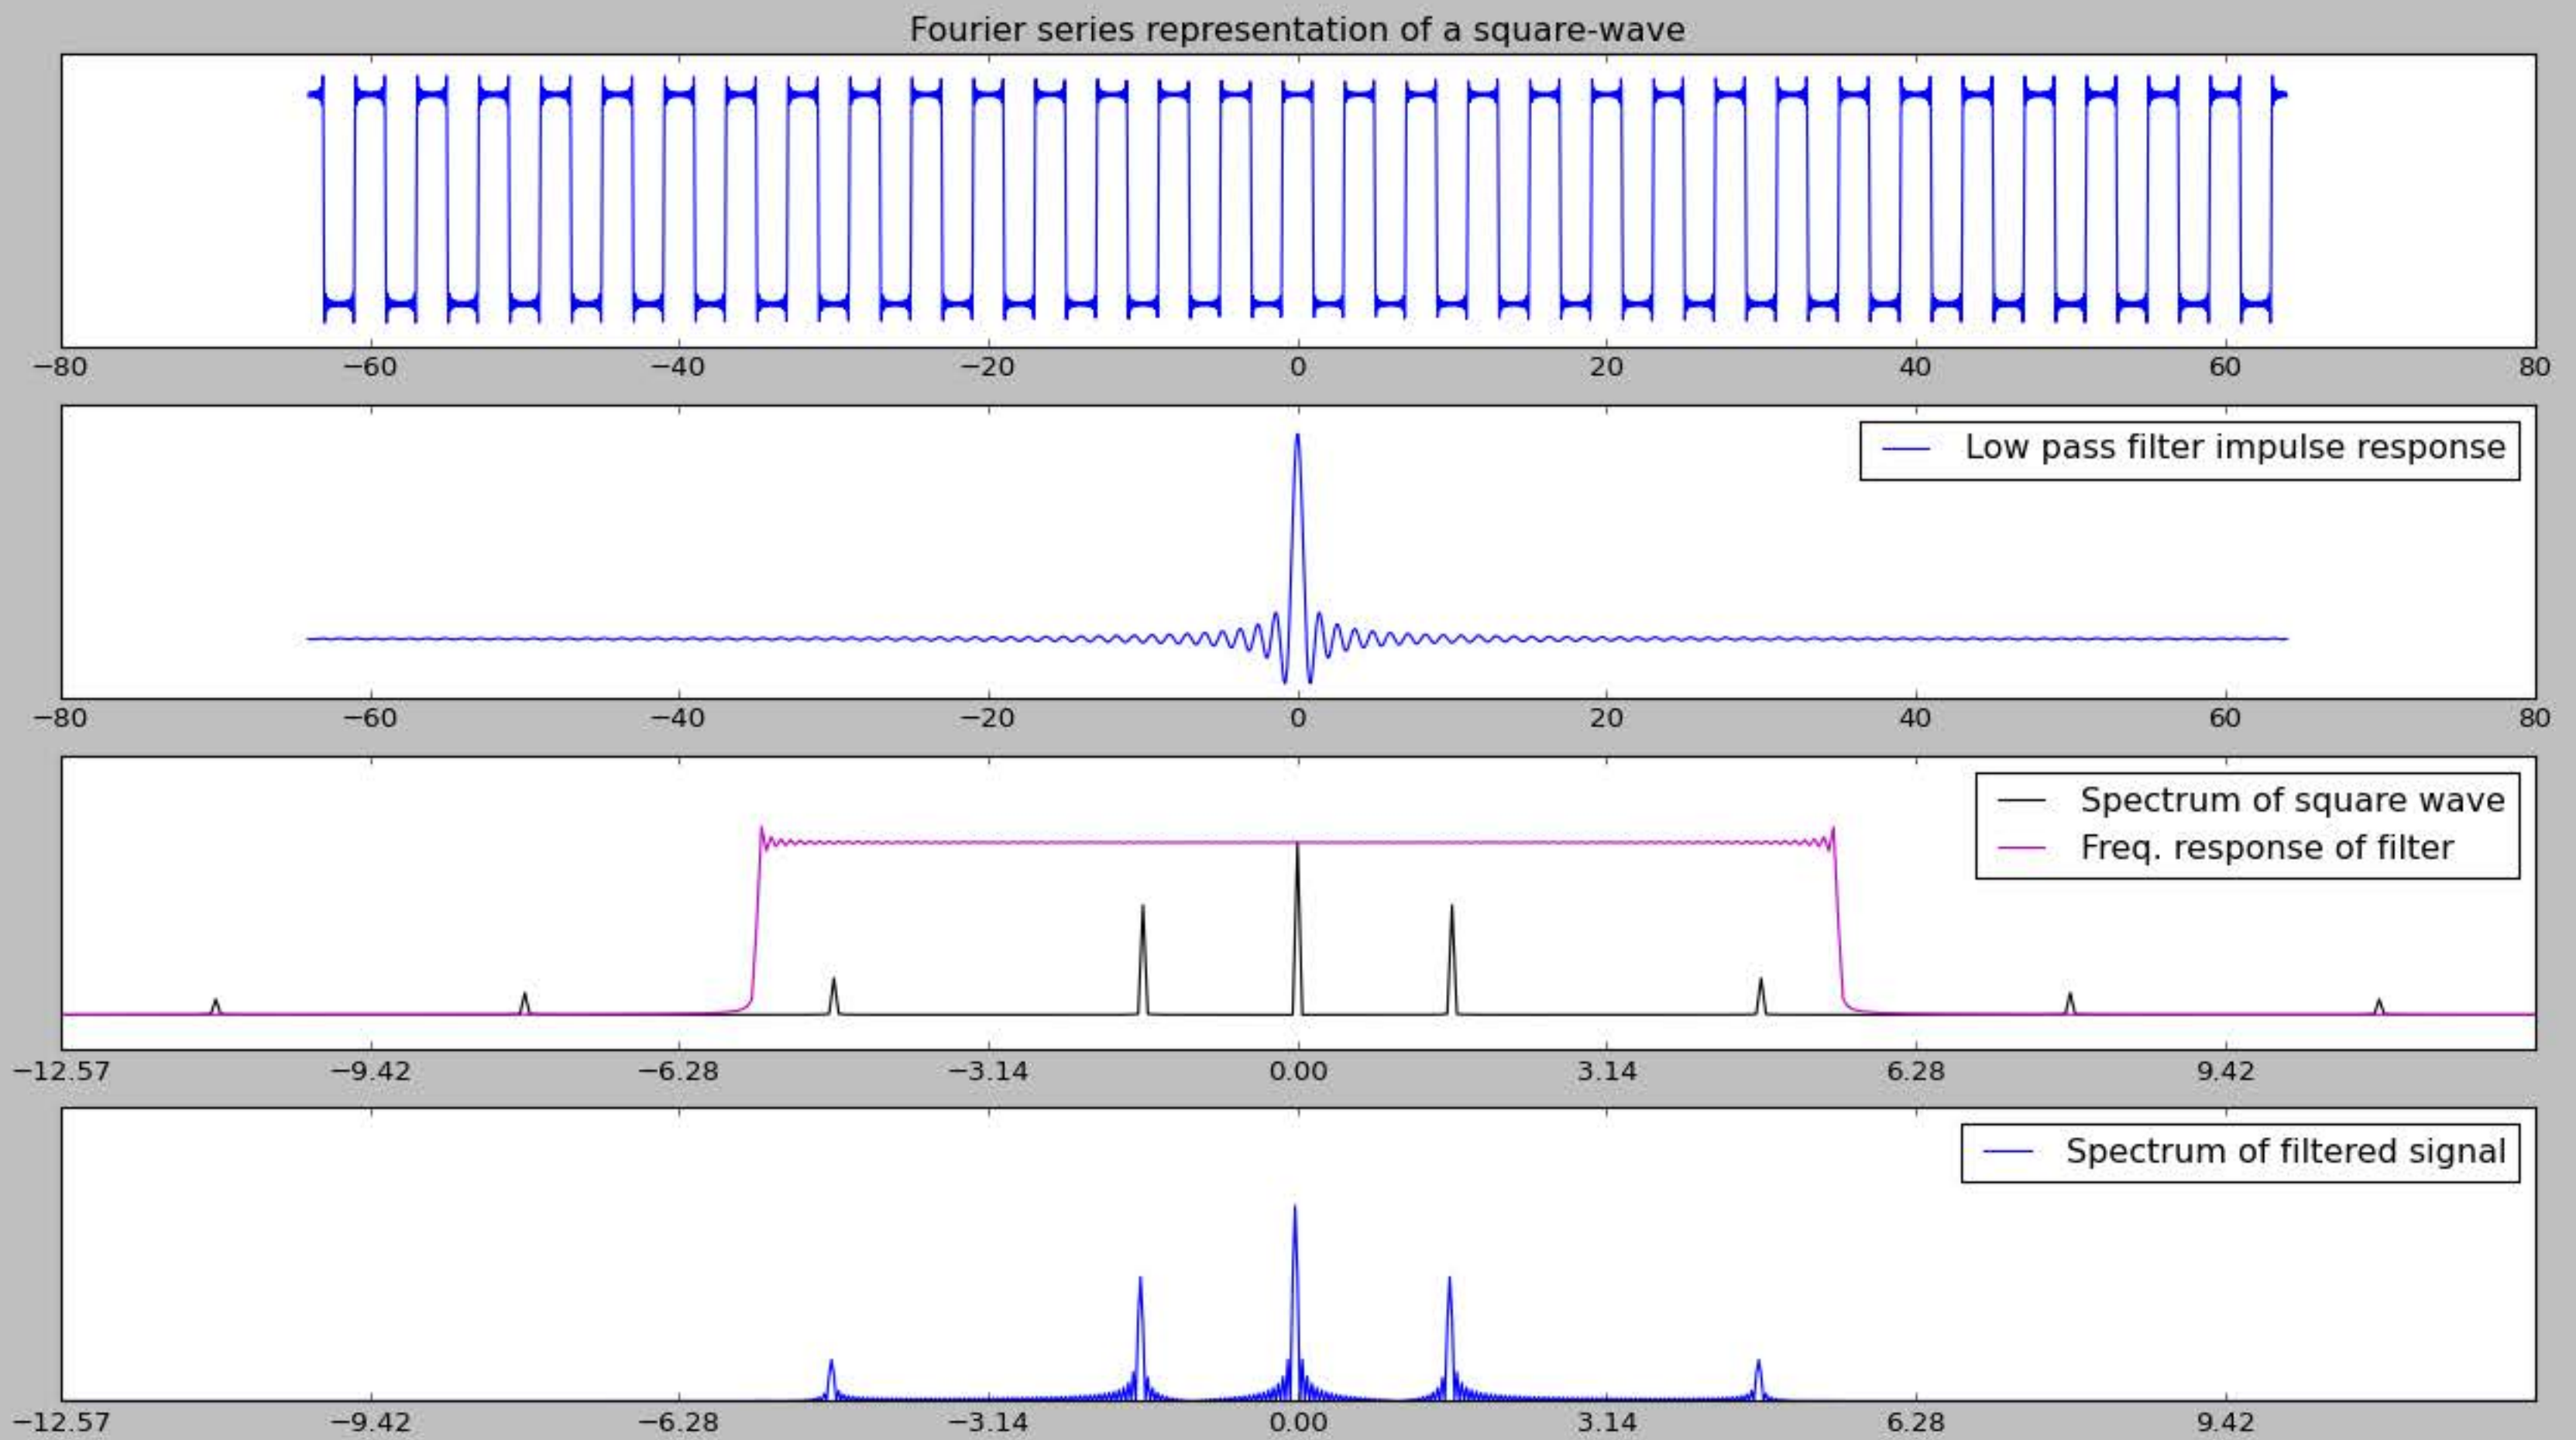 Fourier series representation of a square-wave
−80 −60 −40 −20 0 20 40 60 80
Low pass filter impulse response
−80 −60 −40 −20 0 20 40 60 80
Spectrum of square wave
Freq. response of filter
−12.57 −9.42 −6.28 −3.14 0.00 3.14 6.28 9.42
Spectrum of filtered signal
−12.57 −9.42 −6.28 −3.14 0.00 3.14 6.28 9.42